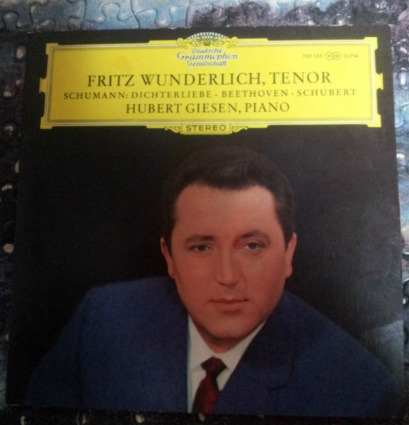 Deutsche
Grammophon
Gesellschaft
FRITZ WUNDERLICH, TENOR
SCHUMANN: DICHTERLIEBE - BEETHOVEN - SCHUBERT
HUBERT GIESEN, PIANO
STEREO